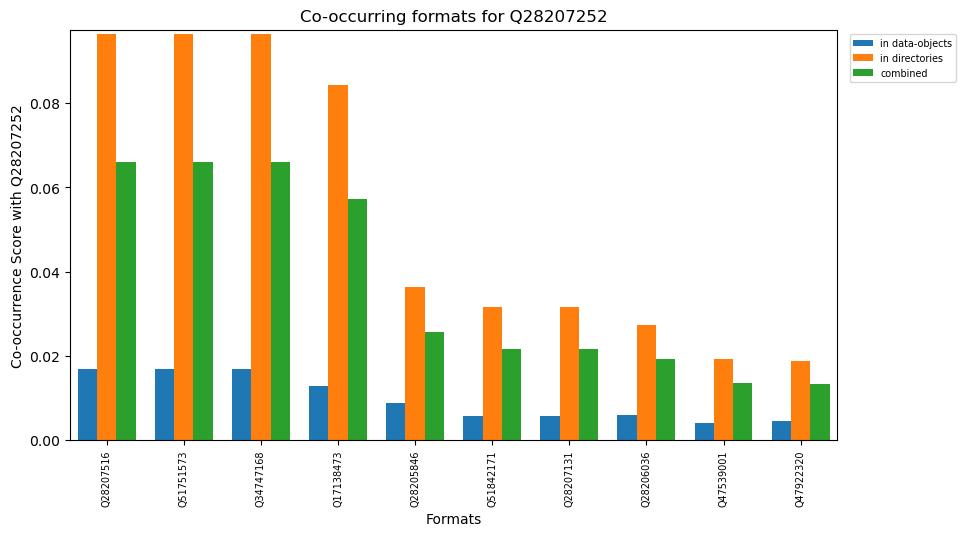 Co-occurring formats for Q28207252
in data-objects
in directories
combined
Co-occurrence Score with Q28207252
0.08
0.06
0.04
0.02
0.00
Q28207516
Q51751573
Q34747168
Q17138473
Q28205846
Q51842171
Q28207131
Q28206036
Q47539001
Q47922320
Formats